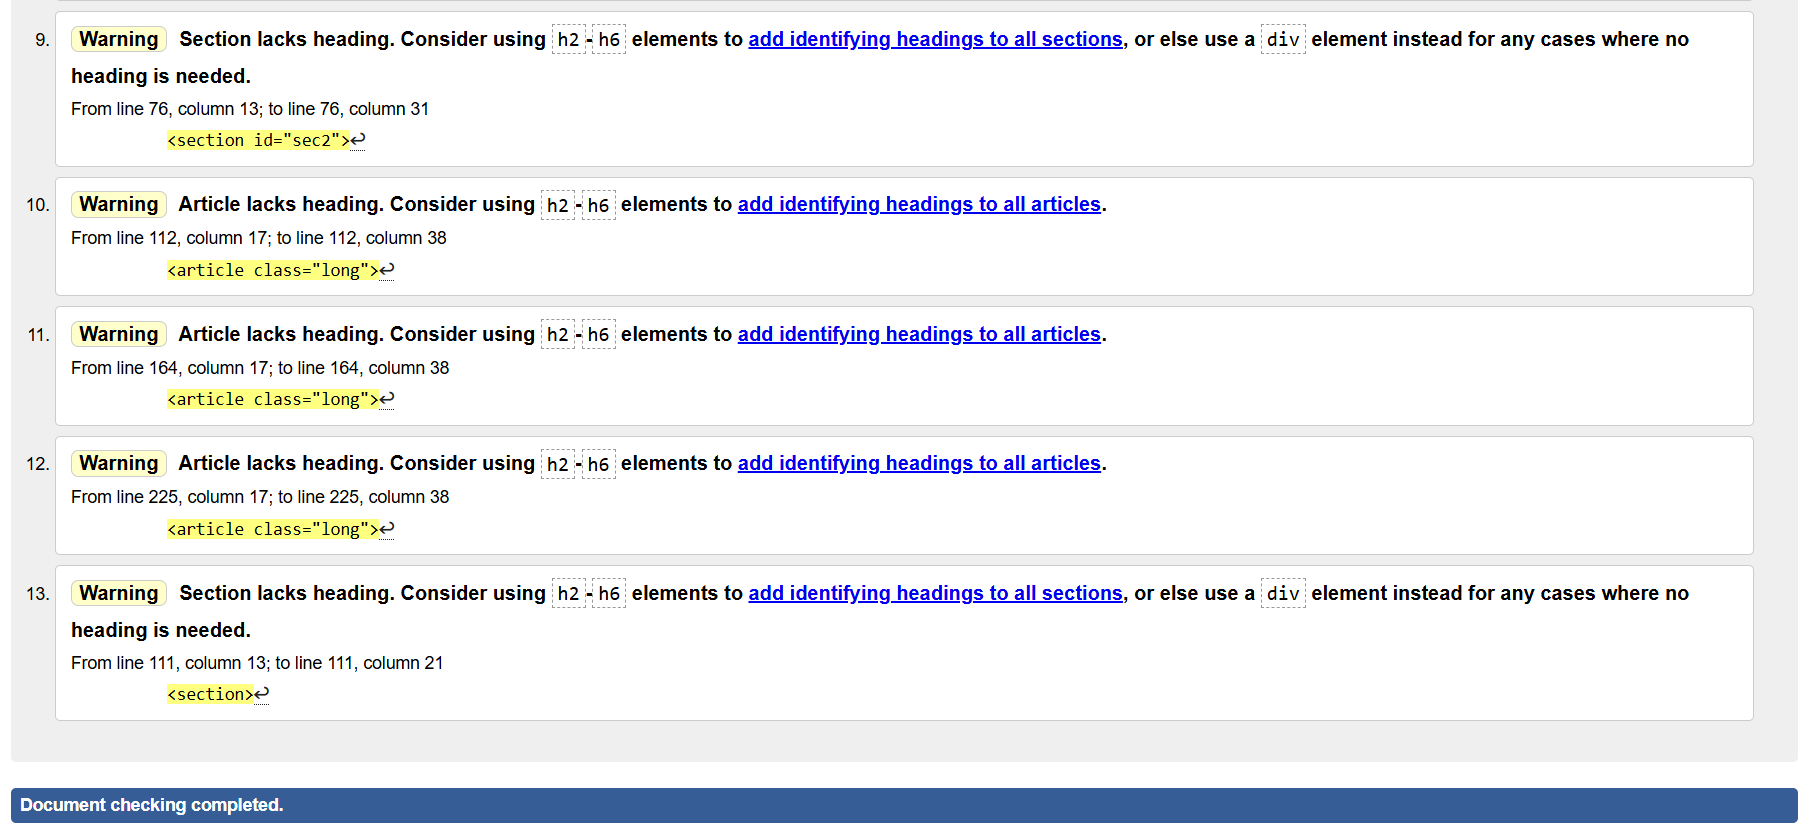 9. Warning Section lacks heading. Consider using h2-h6 elements to add identifying headings to all sections, or else use a div element instead for any cases where no
heading is needed.
From line 76, column 13; to line 76, column 31
<section id="sec2">↩
10. Warning Article lacks heading. Consider using h2-h6 elements to add identifying headings to all articles.
From line 112, column 17; to line 112, column 38
<article class="long">↩
11. Warning Article lacks heading. Consider using h2-h6 elements to add identifying headings to all articles.
From line 164, column 17; to line 164, column 38
<article class="long">↩
12. Warning Article lacks heading. Consider using h2-h6 elements to add identifying headings to all articles.
From line 225, column 17; to line 225, column 38
<article class="long">↩
13. Warning Section lacks heading. Consider using h2-h6 elements to add identifying headings to all sections, or else use a div element instead for any cases where no
heading is needed.
From line 111, column 13; to line 111, column 21
<section>↩
Document checking completed.